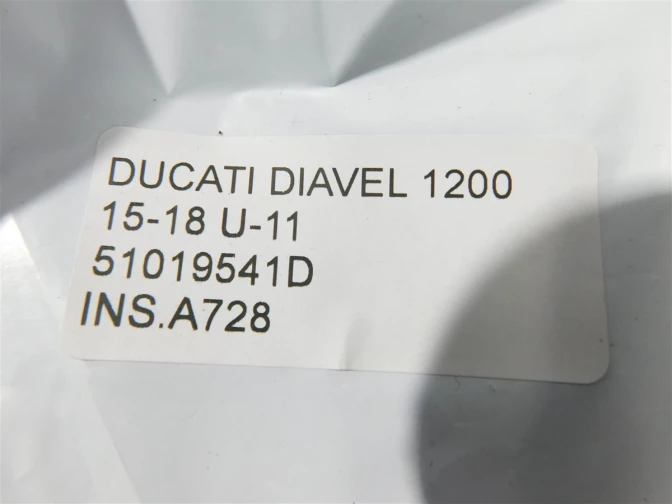 DUCATI DIAVEL 1200
15-18 U-11
51019541D
INS.A728